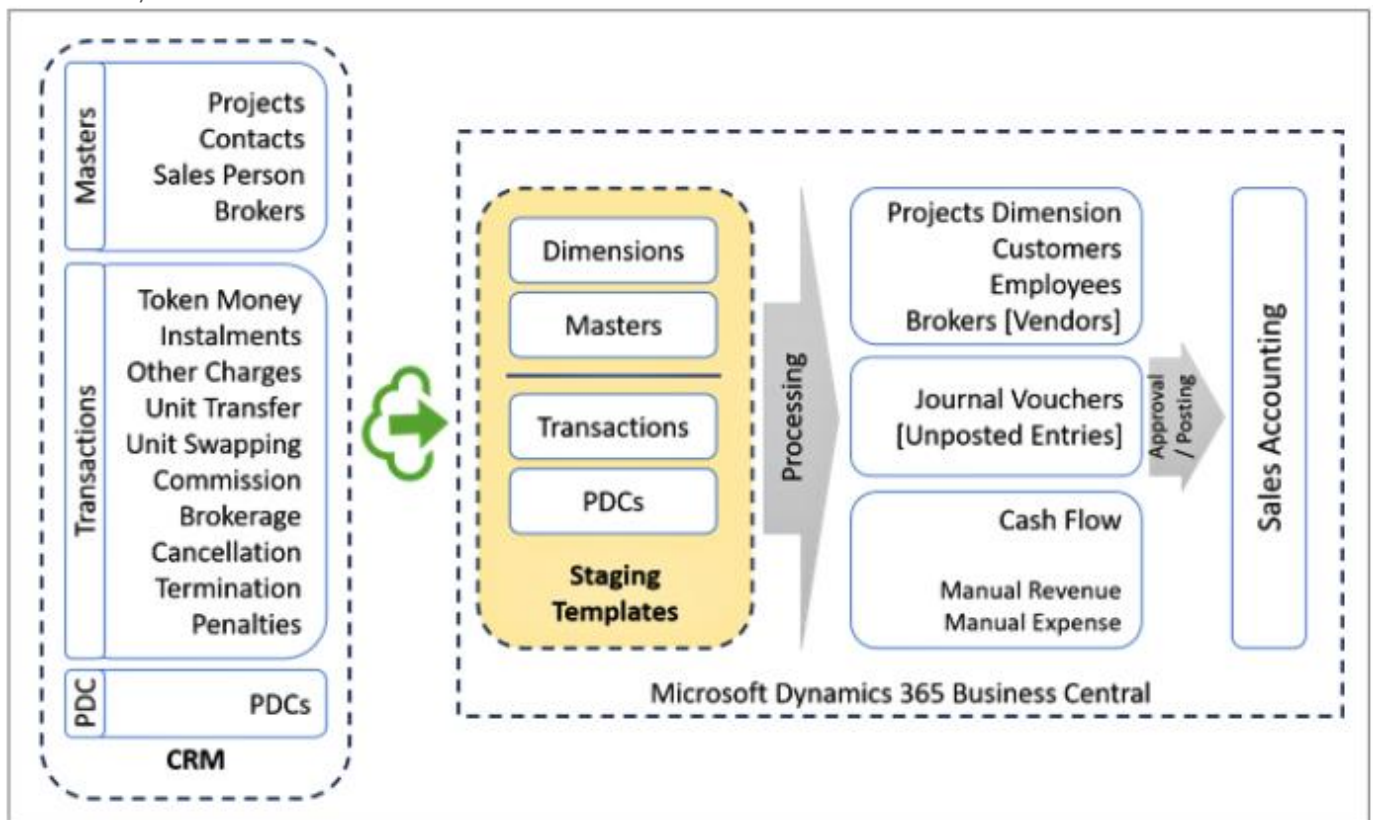 Masters
Projects
Contacts
Sales Person
Brokers
Transactions
Token Money
Instalments
Other Charges
Unit Transfer
Unit Swapping
Commission
Brokerage
Cancellation
Termination
Penalties
PDC
PDCs
CRM
Dimensions
Masters
Transactions
PDCs
Staging
Templates
Processing
Projects Dimension
Customers
Employees
Brokers [Vendors]
Journal Vouchers
[Unposted Entries]
Cash Flow
Manual Revenue
Manual Expense
Approval
/ Posting
Sales Accounting
Microsoft Dynamics 365 Business Central